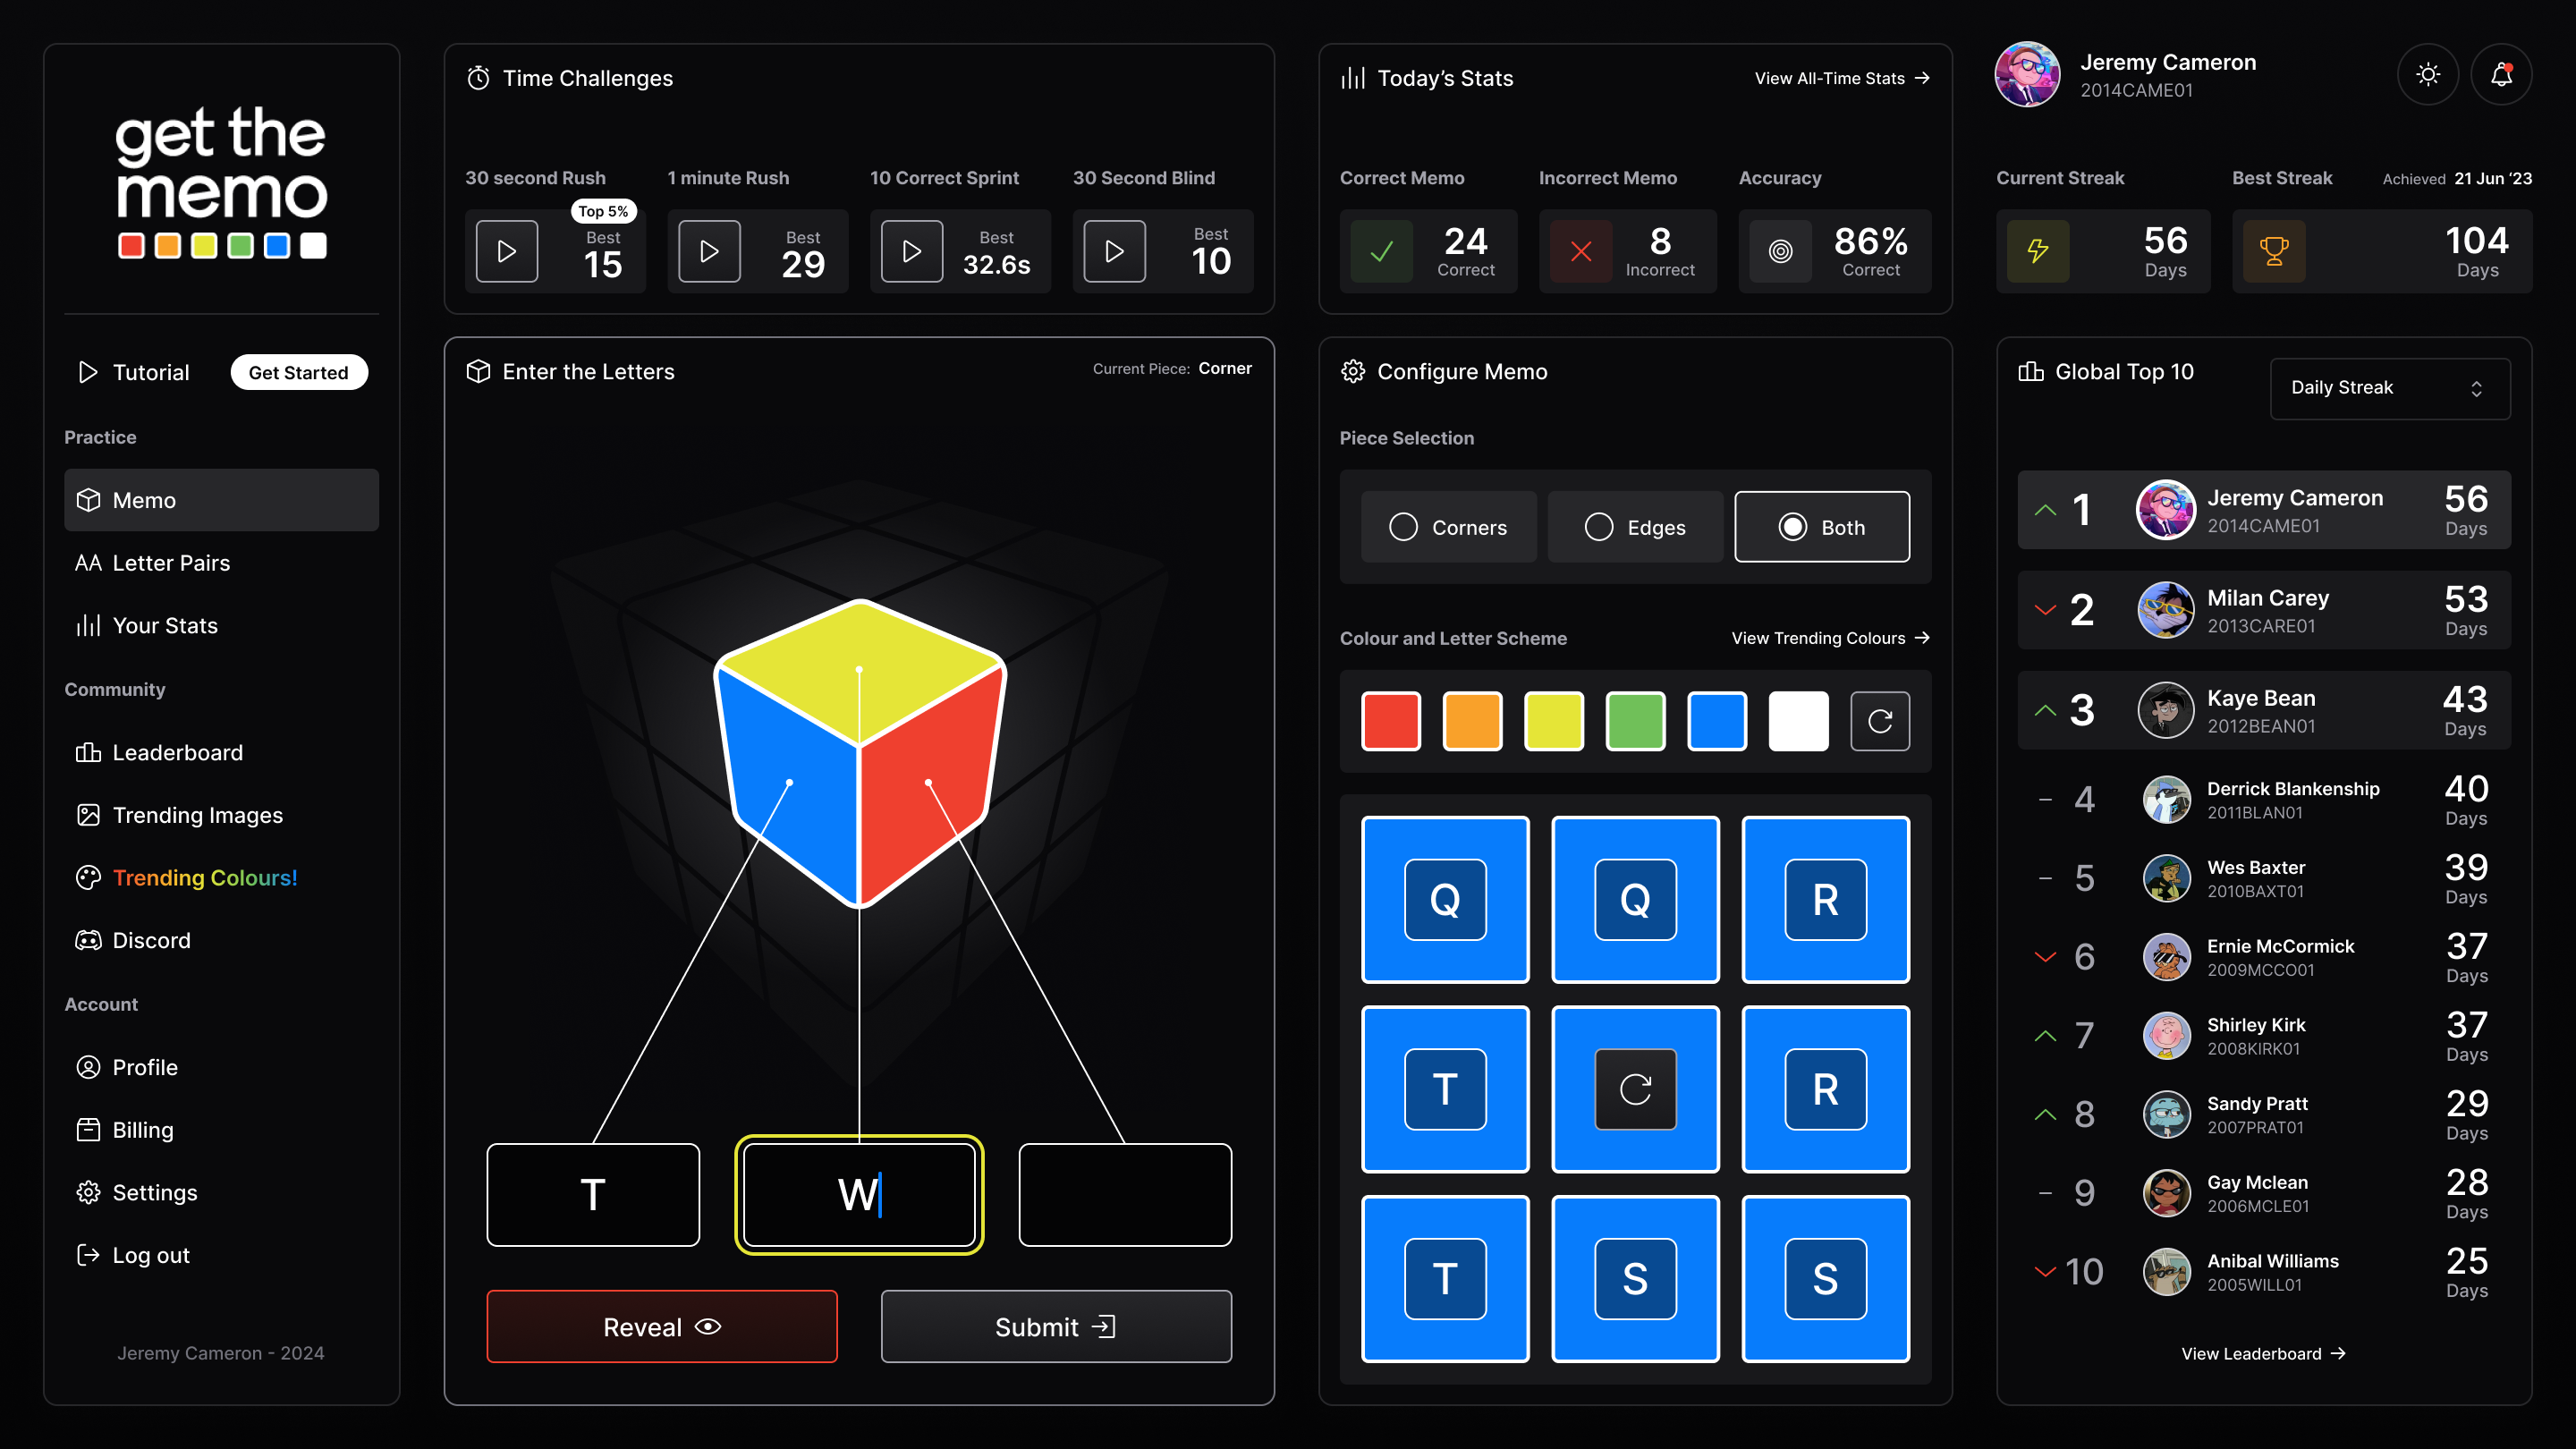 get the
memo
Tutorial
Get Started
Practice
Memo
AA Letter Pairs
Your Stats
Community
Leaderboard
Trending Images
Trending Colours!
Discord
Account
Profile
Billing
Settings
Log out
Jeremy Cameron - 2024
Time Challenges
30 second Rush
1 minute Rush
10 Correct Sprint
30 Second Blind
Top 5%
Best
15
Best
29
Best
32.6s
Best
10
Enter the Letters
Current Piece: Corner
T
W
Reveal
Submit
Today’s Stats
View All-Time Stats →
Correct Memo
Incorrect Memo
Accuracy
24
Correct
8
Incorrect
86%
Correct
Configure Memo
Piece Selection
Corners
Edges
Both
Colour and Letter Scheme
View Trending Colours →
Q Q R
T R
T S S
Jeremy Cameron
2014CAME01
Current Streak
Best Streak
Achieved 21 Jun ‘23
56
Days
104
Days
Global Top 10
Daily Streak
1
Jeremy Cameron
2014CAME01
56
Days
2
Milan Carey
2013CARE01
53
Days
3
Kaye Bean
2012BEAN01
43
Days
4
Derrick Blankenship
2011BLAN01
40
Days
5
Wes Baxter
2010BAXT01
39
Days
6
Ernie McCormick
2009MCCO01
37
Days
7
Shirley Kirk
2008KIRK01
37
Days
8
Sandy Pratt
2007PRAT01
29
Days
9
Gay Mclean
2006MCLE01
28
Days
10
Anibal Williams
2005WILL01
25
Days
View Leaderboard →